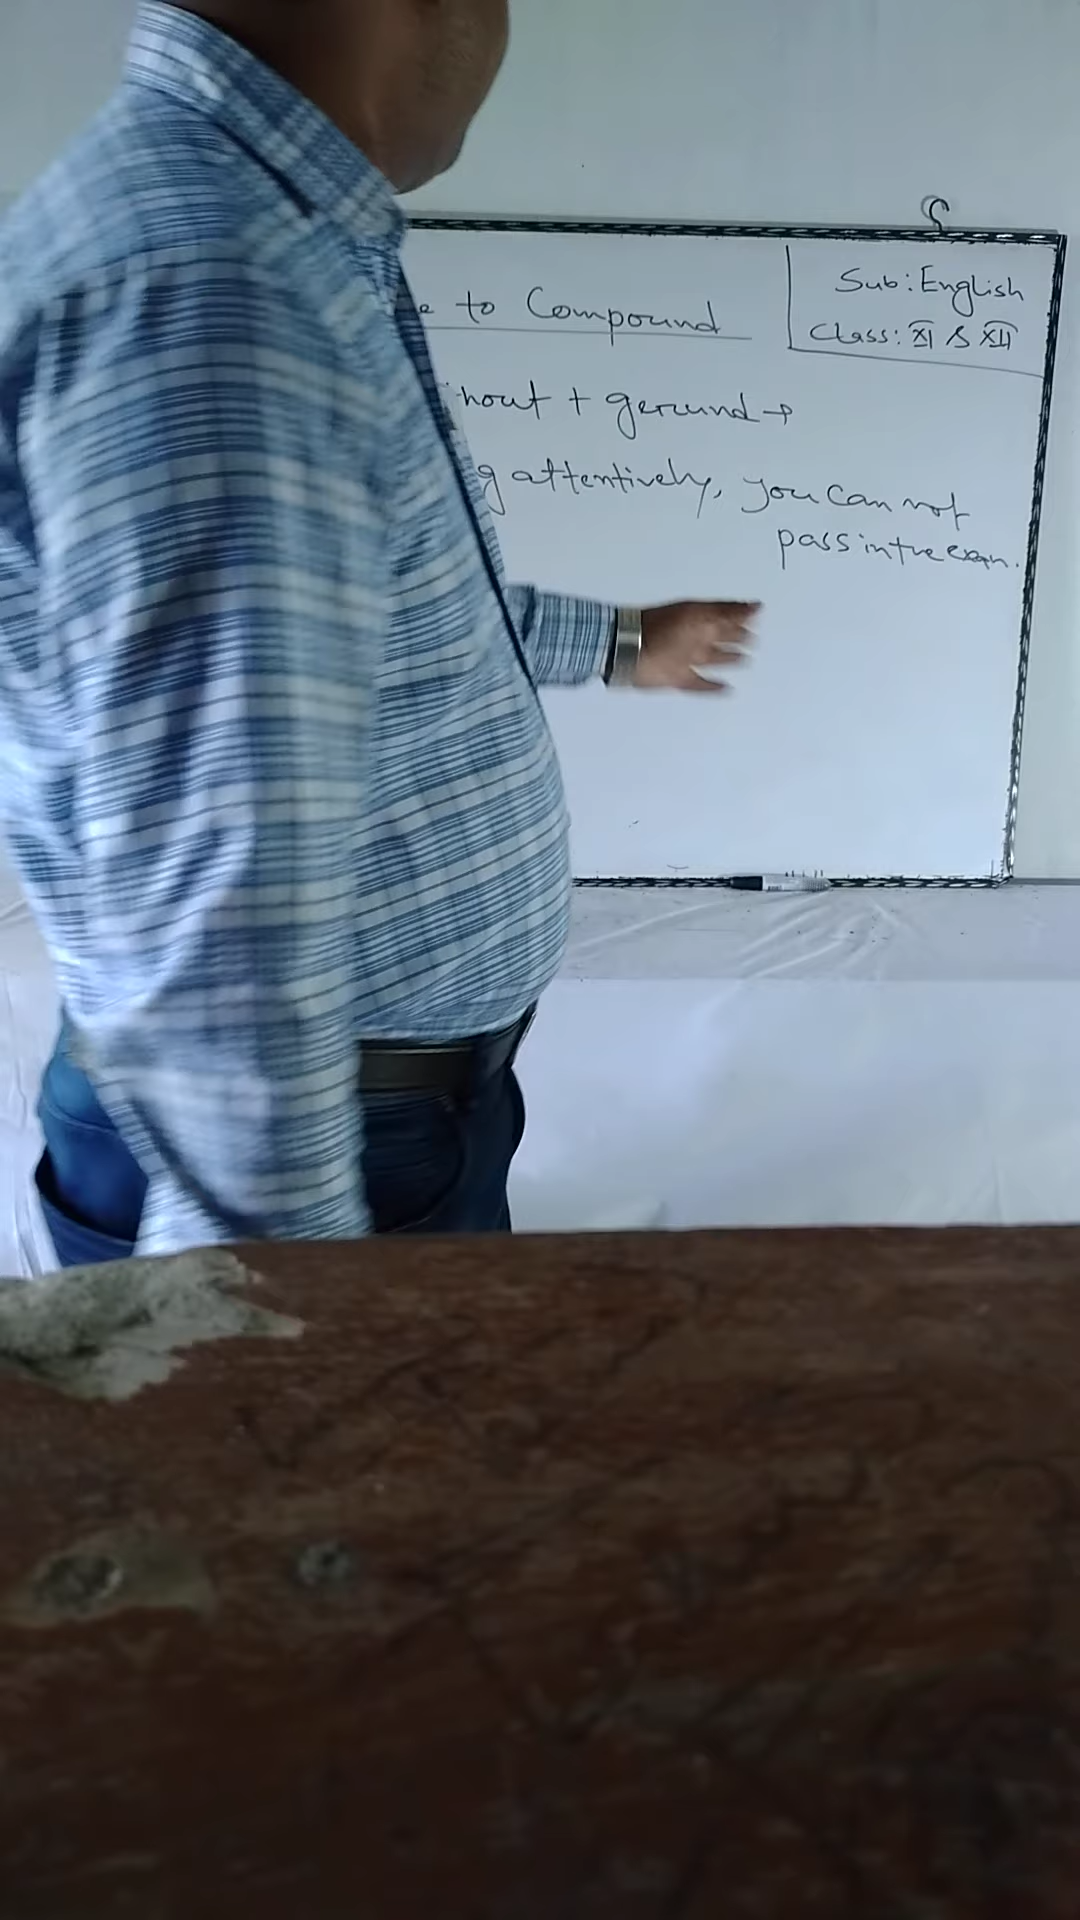 Sub: English
Class: XI & XII
e to Compound
hout + gerund →
g attentively, you can not
pass in the exam.